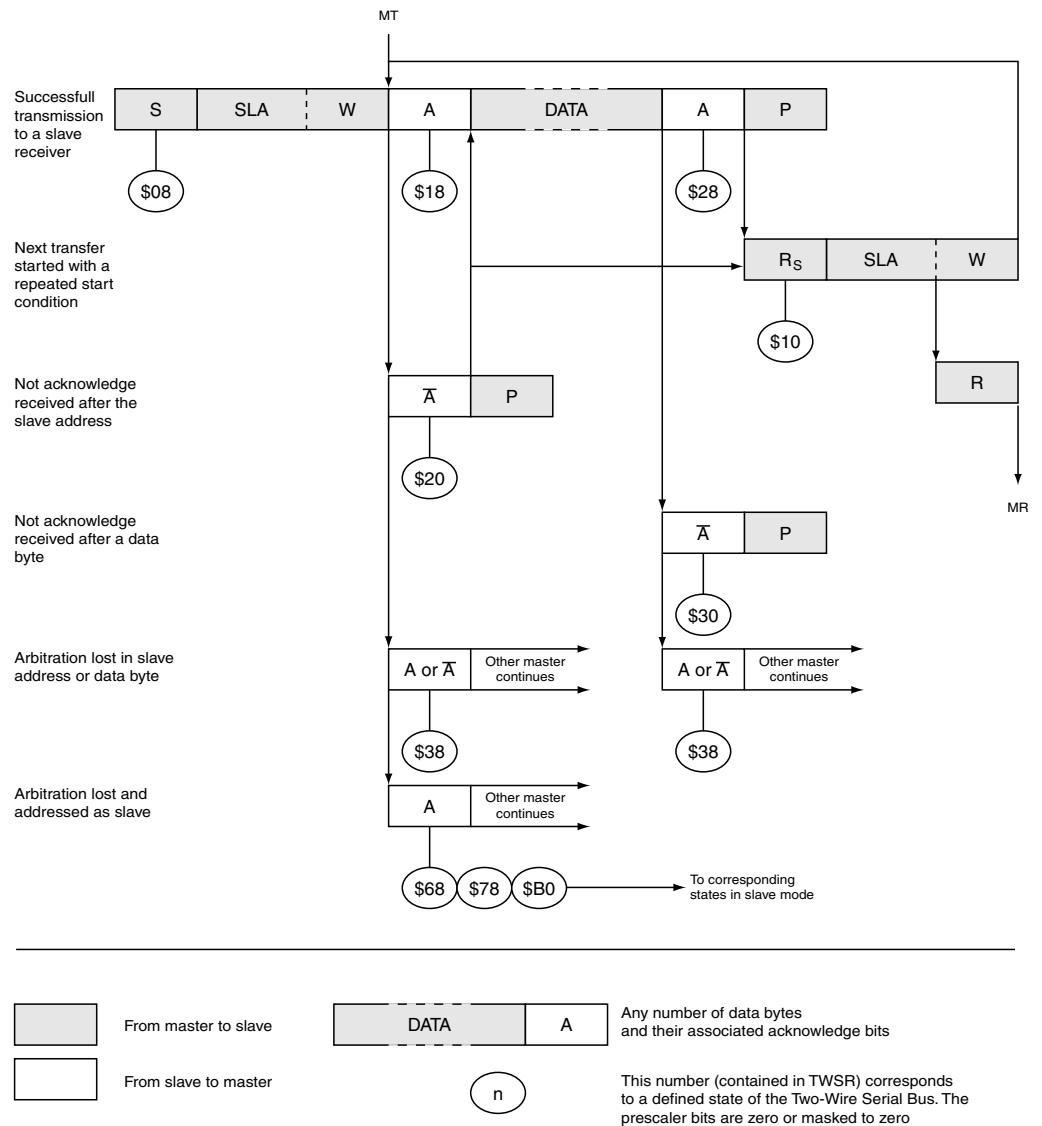 MT
Successfull
transmission
to a slave
receiver
S SLA W A DATA A P
$08 $18 $28
Next transfer
started with a
repeated start
condition
RS SLA W
$10
Not acknowledge
received after the
slave address
A̅ P
R
$20
MR
Not acknowledge
received after a data
byte
A̅ P
$30
Arbitration lost in slave
address or data byte
A or A̅
Other master
continues
A or A̅
Other master
continues
$38 $38
Arbitration lost and
addressed as slave
A
Other master
continues
$68 $78 $B0
To corresponding
states in slave mode
From master to slave
DATA A
Any number of data bytes
and their associated acknowledge bits
From slave to master
n
This number (contained in TWSR) corresponds
to a defined state of the Two-Wire Serial Bus. The
prescaler bits are zero or masked to zero